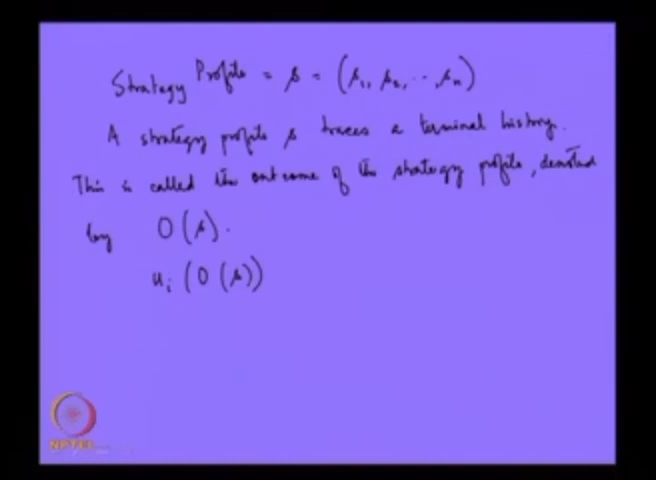 Strategy Profile = s = (s₁, s₂, ..., sₙ)
A strategy profile s traces a terminal history.
This is called the outcome of the strategy profile, denoted
by O(s).
uᵢ (O(s))
NPTEL